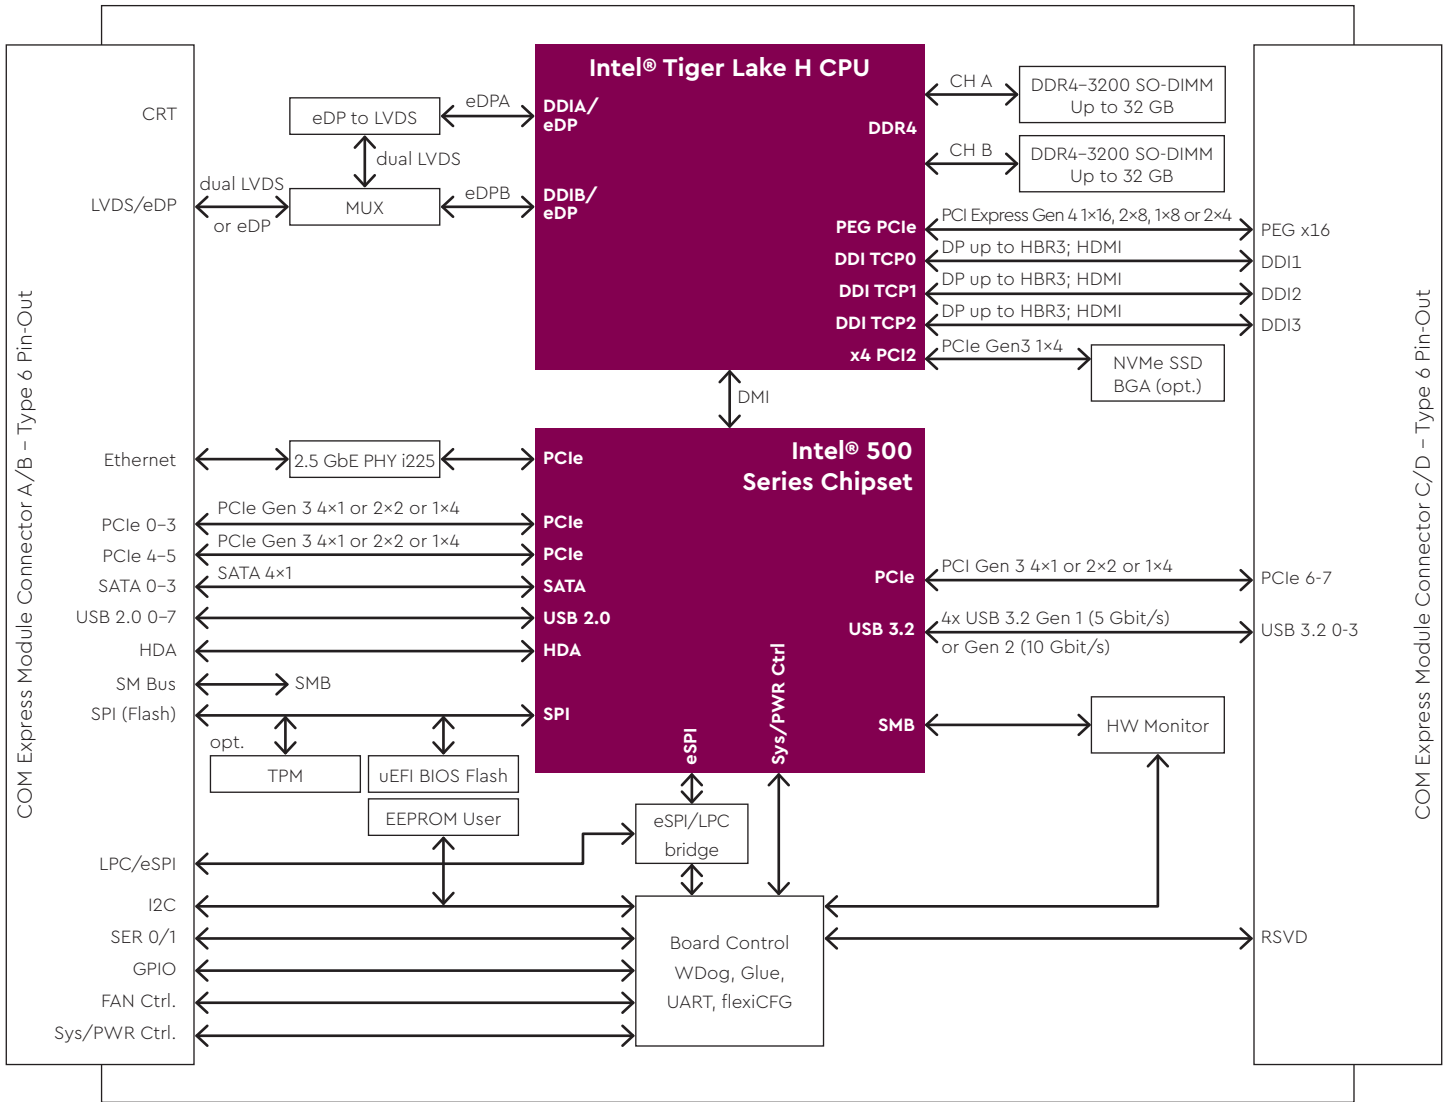 COM Express Module Connector A/B – Type 6 Pin-Out
CRT
LVDS/eDP
Ethernet
PCIe 0–3
PCIe 4–5
SATA 0–3
USB 2.0 0–7
HDA
SM Bus
SPI (Flash)
LPC/eSPI
I2C
SER 0/1
GPIO
FAN Ctrl.
Sys/PWR Ctrl.
eDP to LVDS
eDPA
dual LVDS
dual LVDS
or eDP
MUX
eDPB
Intel® Tiger Lake H CPU
DDIA/
eDP
DDIB/
eDP
DDR4
PEG PCIe
DDI TCP0
DDI TCP1
DDI TCP2
x4 PCI2
CH A
DDR4–3200 SO-DIMM
Up to 32 GB
CH B
DDR4–3200 SO-DIMM
Up to 32 GB
PCI Express Gen 4 1×16, 2×8, 1×8 or 2×4
DP up to HBR3; HDMI
DP up to HBR3; HDMI
DP up to HBR3; HDMI
PCIe Gen3 1×4
NVMe SSD
BGA (opt.)
DMI
2.5 GbE PHY i225
PCIe Gen 3 4×1 or 2×2 or 1×4
PCIe Gen 3 4×1 or 2×2 or 1×4
SATA 4×1
SMB
opt.
TPM
uEFI BIOS Flash
EEPROM User
Intel® 500
Series Chipset
PCIe
PCIe
PCIe
SATA
USB 2.0
HDA
SPI
eSPI
Sys/PWR Ctrl
PCIe
USB 3.2
SMB
PCI Gen 3 4×1 or 2×2 or 1×4
4x USB 3.2 Gen 1 (5 Gbit/s)
or Gen 2 (10 Gbit/s)
HW Monitor
eSPI/LPC
bridge
Board Control
WDog, Glue,
UART, flexiCFG
PEG x16
DDI1
DDI2
DDI3
PCIe 6-7
USB 3.2 0-3
RSVD
COM Express Module Connector C/D – Type 6 Pin-Out